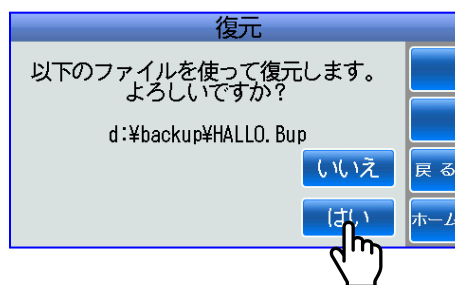 復元
以下のファイルを使って復元します。
よろしいですか?
d:¥backup¥HALLO.Bup
いいえ
戻る
はい
ホーム